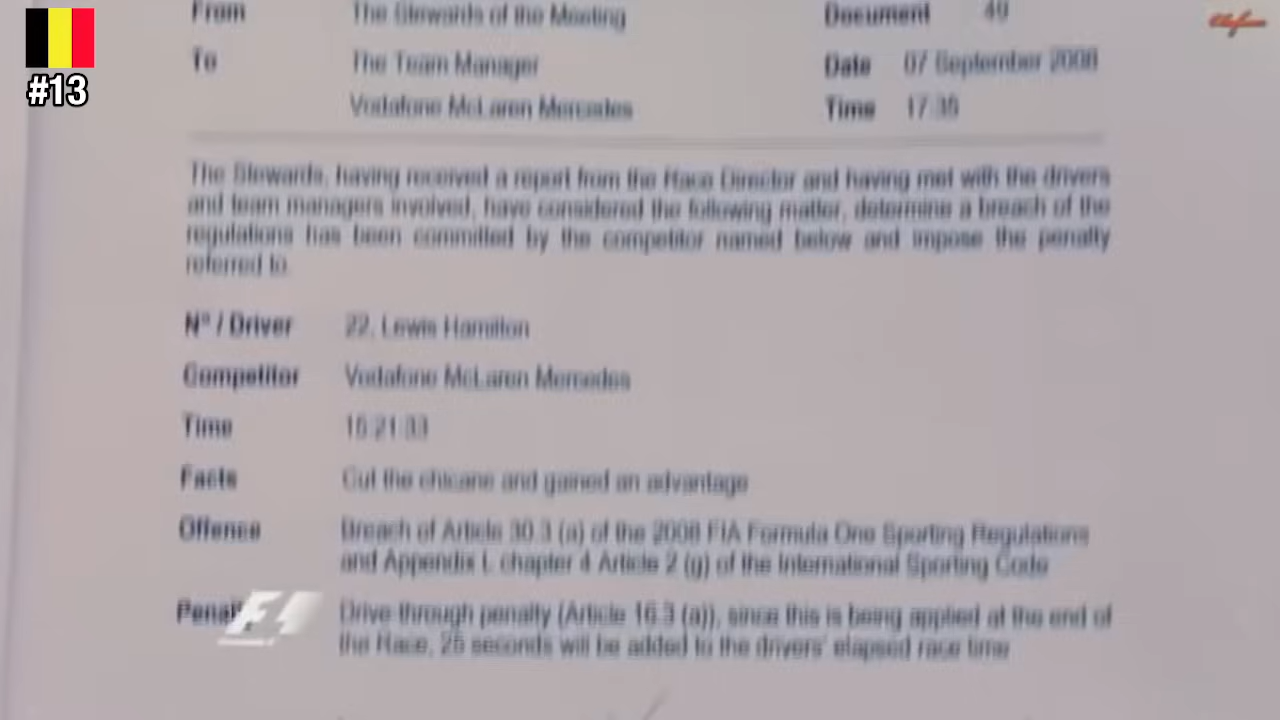 #13
From The Stewards of the Meeting Document 49
To The Team Manager Date 07 September 2008
Vodafone McLaren Mercedes Time 17:35
The Stewards, having received a report from the Race Director and having met with the drivers
and team managers involved, have considered the following matter, determine a breach of the
regulations has been committed by the competitor named below and impose the penalty
referred to.
N° / Driver 22, Lewis Hamilton
Competitor Vodafone McLaren Mercedes
Time 15:21:33
Facts Cut the chicane and gained an advantage
Offence Breach of Article 30.3 (a) of the 2008 FIA Formula One Sporting Regulations
and Appendix L chapter 4 Article 2 (g) of the International Sporting Code
Penalty Drive through penalty (Article 16.3 (a)), since this is being applied at the end of
the Race, 25 seconds will be added to the drivers' elapsed race time
F1